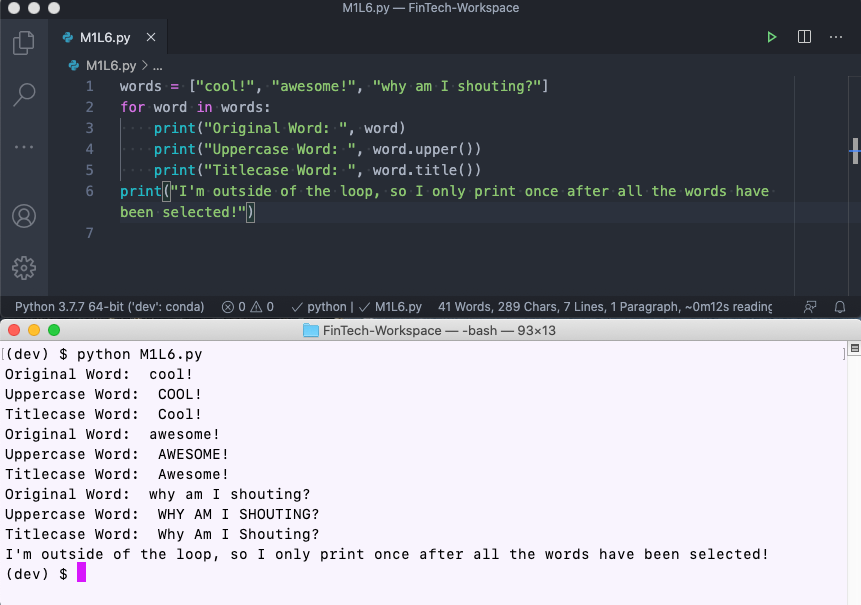 M1L6.py — FinTech-Workspace
M1L6.py
M1L6.py > ...
1 words = ["cool!", "awesome!", "why am I shouting?"]
2 for word in words:
3     print("Original Word: ", word)
4     print("Uppercase Word: ", word.upper())
5     print("Titlecase Word: ", word.title())
6 print("I'm outside of the loop, so I only print once after all the words have
been selected!")
7
Python 3.7.7 64-bit ('dev': conda) 0 0 ✓ python | ✓ M1L6.py 41 Words, 289 Chars, 7 Lines, 1 Paragraph, ~0m12s reading
FinTech-Workspace — -bash — 93×13
(dev) $ python M1L6.py
Original Word:  cool!
Uppercase Word:  COOL!
Titlecase Word:  Cool!
Original Word:  awesome!
Uppercase Word:  AWESOME!
Titlecase Word:  Awesome!
Original Word:  why am I shouting?
Uppercase Word:  WHY AM I SHOUTING?
Titlecase Word:  Why Am I Shouting?
I'm outside of the loop, so I only print once after all the words have been selected!
(dev) $